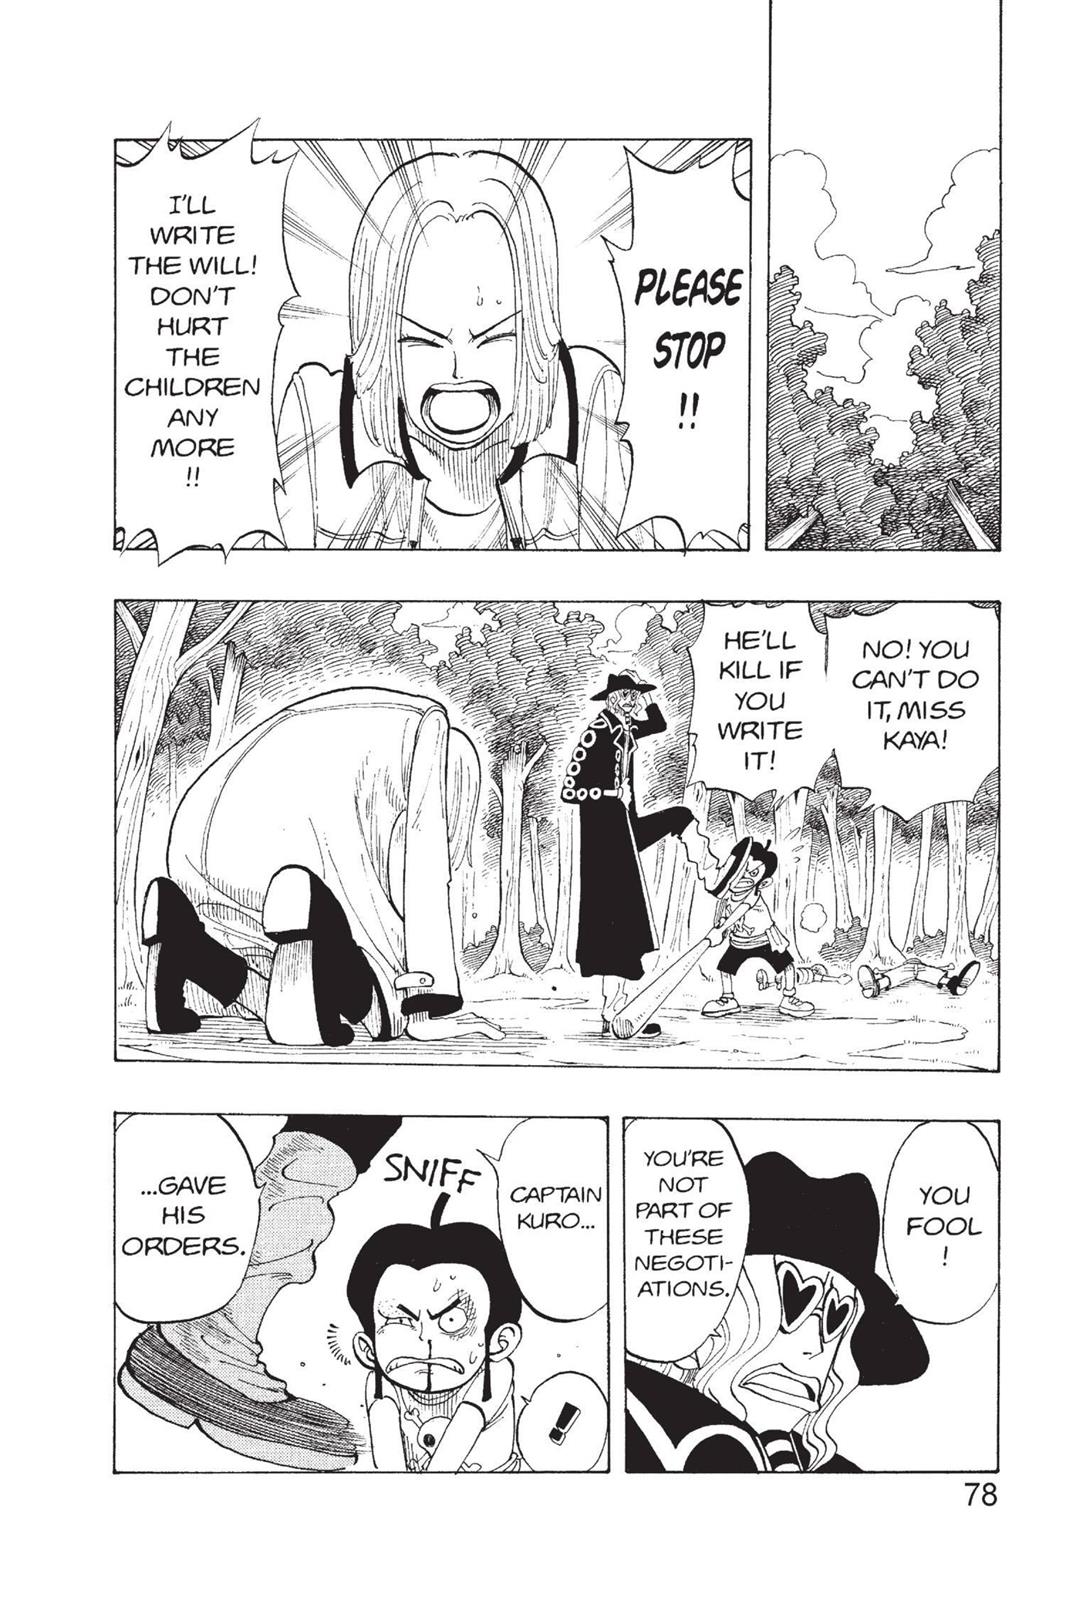 PLEASE
STOP
!!
I'LL
WRITE
THE WILL!
DON'T
HURT
THE
CHILDREN
ANY
MORE
!!
NO! YOU
CAN'T DO
IT, MISS
KAYA!
HE'LL
KILL IF
YOU
WRITE
IT!
YOU
FOOL
!
YOU'RE
NOT
PART OF
THESE
NEGOTI-
ATIONS.
CAPTAIN
KURO...
SNIFF
!
...GAVE
HIS
ORDERS.
78